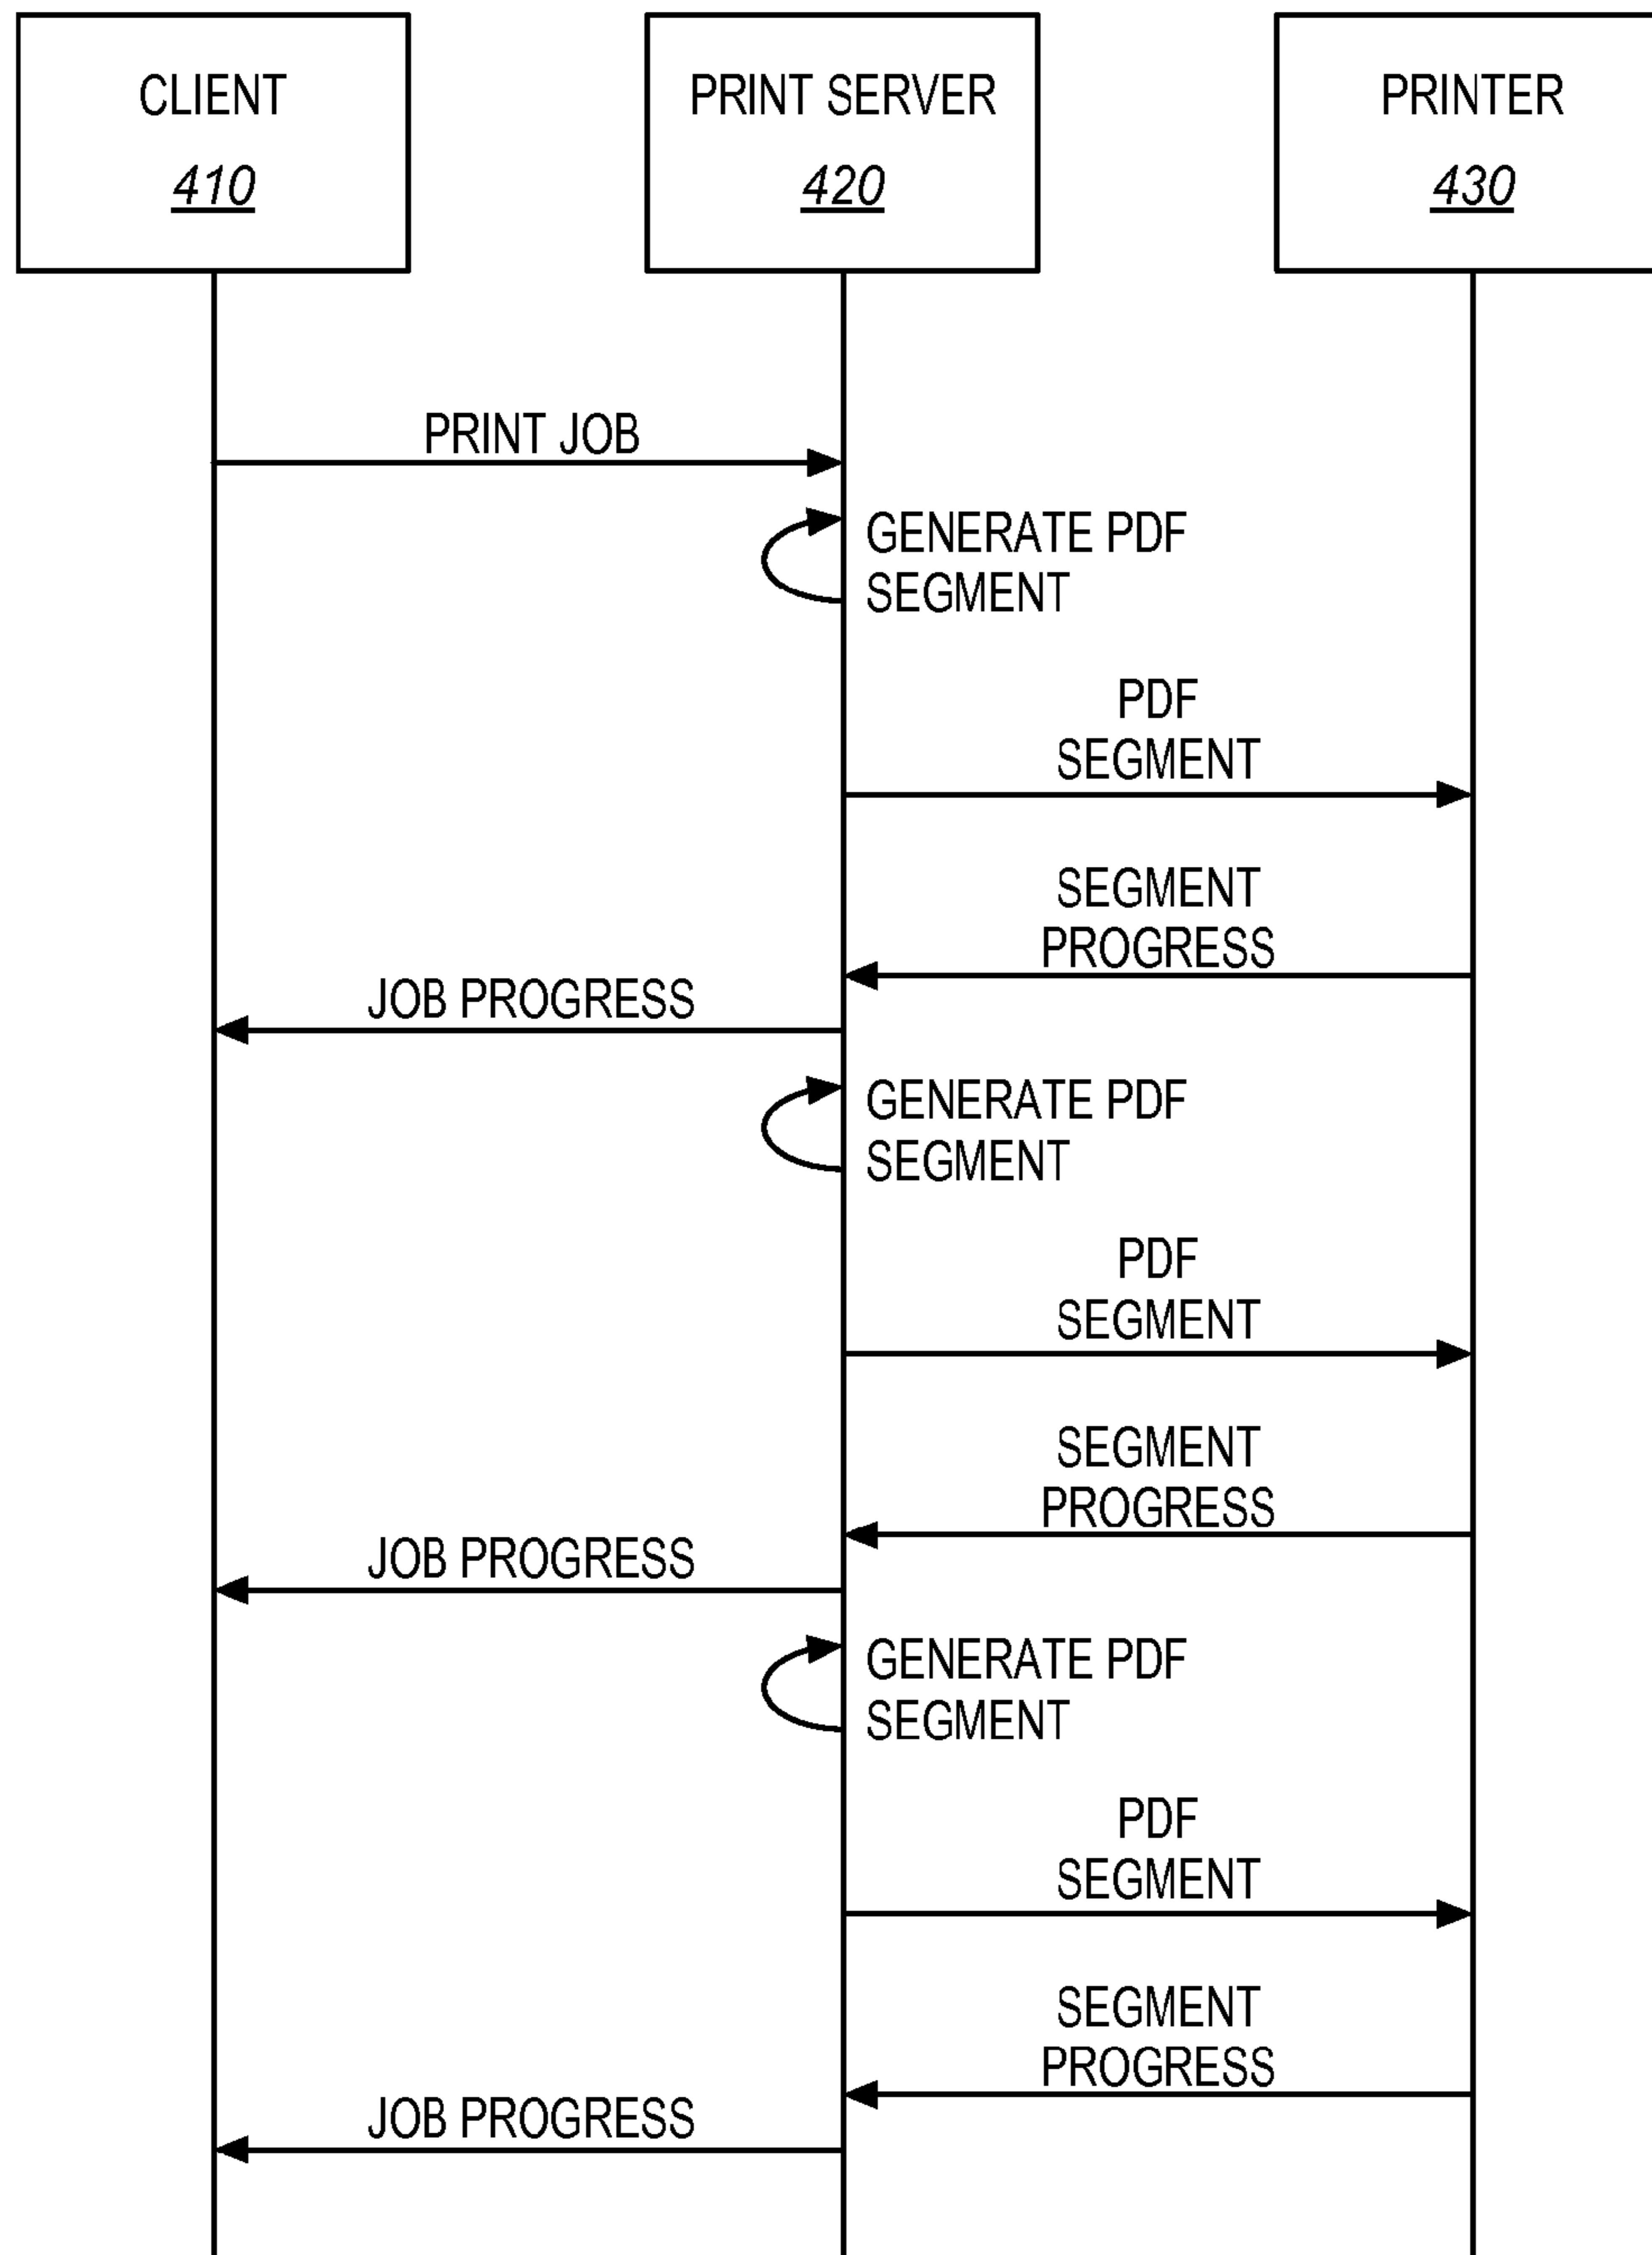 CLIENT
410
PRINT SERVER
420
PRINTER
430
PRINT JOB
GENERATE PDF
SEGMENT
PDF
SEGMENT
SEGMENT
PROGRESS
JOB PROGRESS
GENERATE PDF
SEGMENT
PDF
SEGMENT
SEGMENT
PROGRESS
JOB PROGRESS
GENERATE PDF
SEGMENT
PDF
SEGMENT
SEGMENT
PROGRESS
JOB PROGRESS